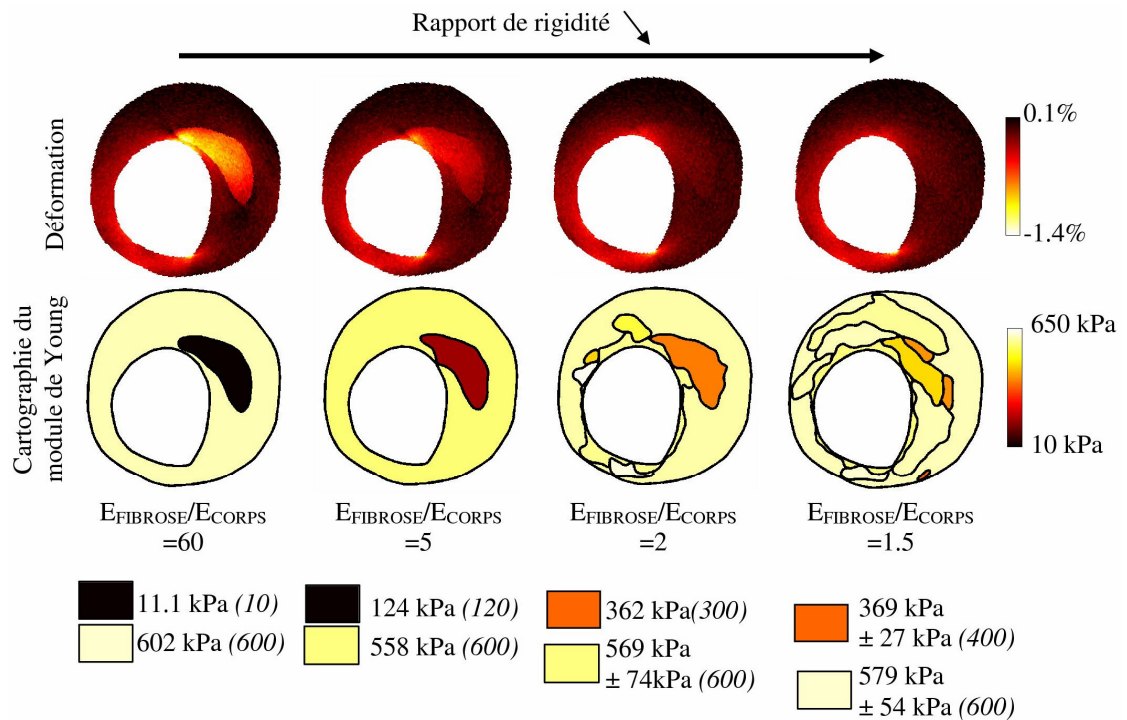 Rapport de rigidité
Déformation
0.1%
-1.4%
Cartographie du
module de Young
650 kPa
10 kPa
EFIBROSE/ECORPS
=60
EFIBROSE/ECORPS
=5
EFIBROSE/ECORPS
=2
EFIBROSE/ECORPS
=1.5
11.1 kPa (10)
602 kPa (600)
124 kPa (120)
558 kPa (600)
362 kPa(300)
569 kPa
± 74kPa (600)
369 kPa
± 27 kPa (400)
579 kPa
± 54 kPa (600)